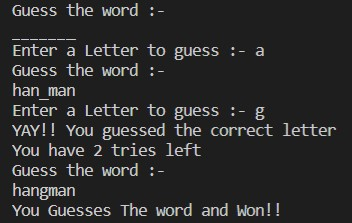 Guess the word :-
_______
Enter a Letter to guess :- a
Guess the word :-
han_man
Enter a Letter to guess :- g
YAY!! You guessed the correct letter
You have 2 tries left
Guess the word :-
hangman
You Guesses The word and Won!!